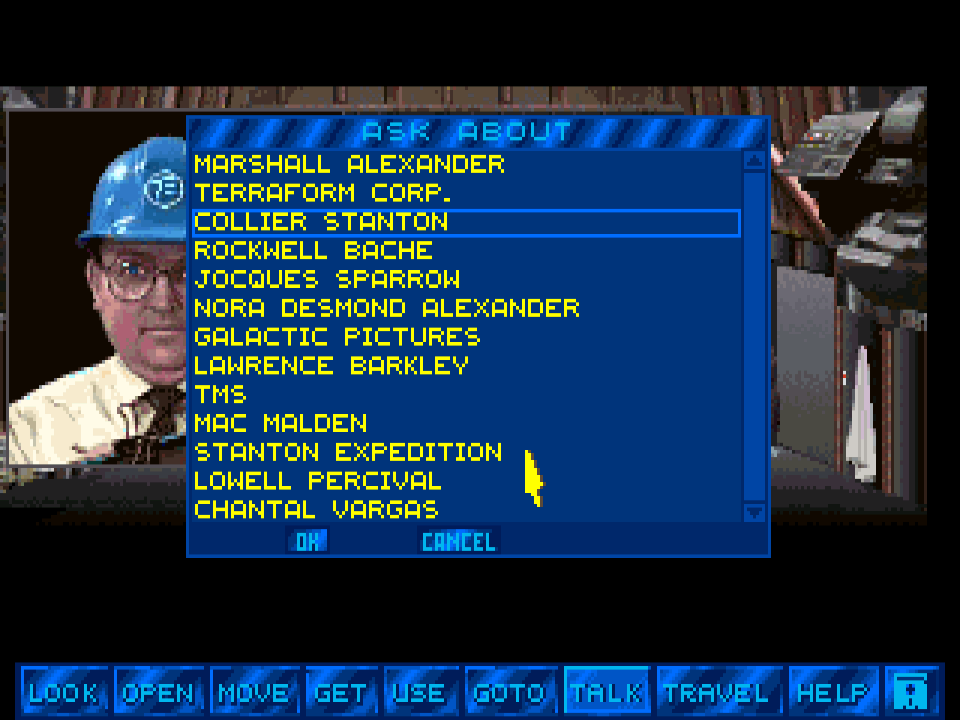 ASK ABOUT
MARSHALL ALEXANDER
TERRAFORM CORP.
COLLIER STANTON
ROCKWELL BACHE
JOCQUES SPARROW
NORA DESMOND ALEXANDER
GALACTIC PICTURES
LAWRENCE BARKLEY
TMS
MAC MALDEN
STANTON EXPEDITION
LOWELL PERCIVAL
CHANTAL VARGAS
OK CANCEL
LOOK OPEN MOVE GET USE GOTO TALK TRAVEL HELP